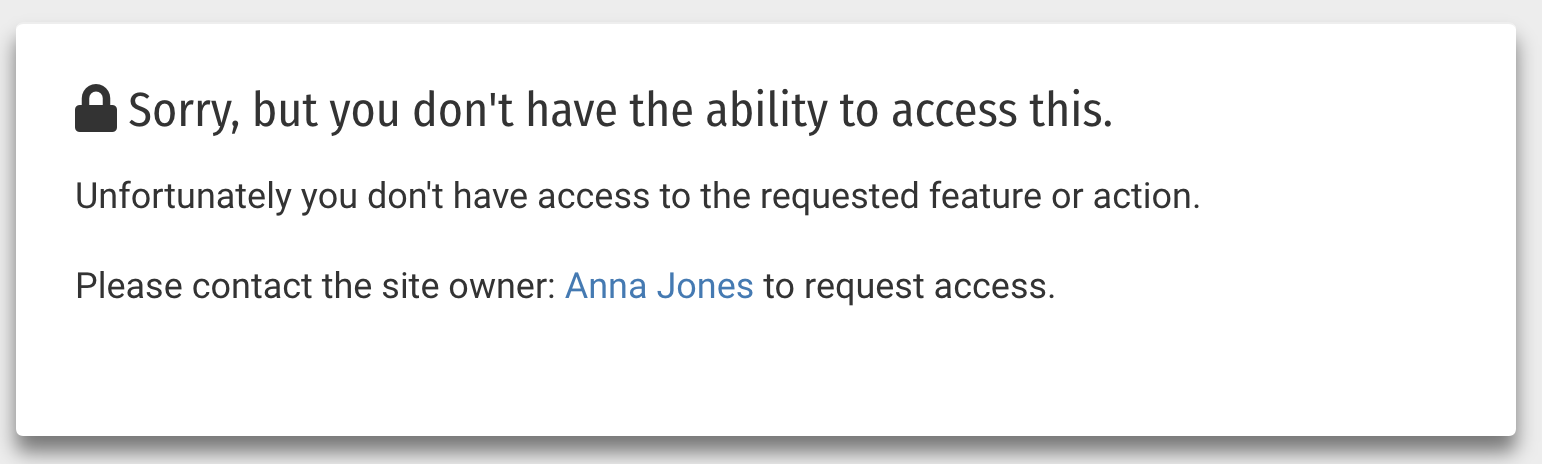 Sorry, but you don't have the ability to access this.
Unfortunately you don't have access to the requested feature or action.
Please contact the site owner: Anna Jones to request access.